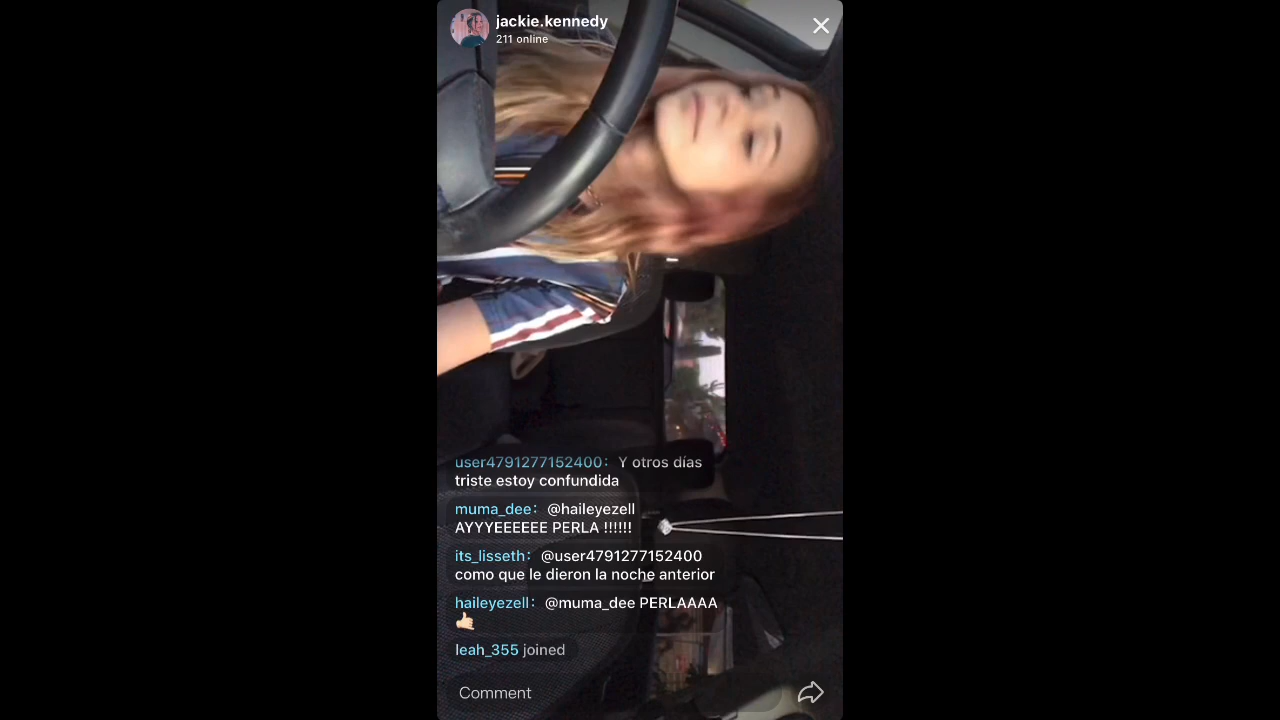 jackie.kennedy
211 online
user4791277152400: Y otros días
triste estoy confundida
muma_dee: @haileyezell
AYYYEEEEEE PERLA !!!!!!
its_lisseth: @user4791277152400
como que le dieron la noche anterior
haileyezell: @muma_dee PERLAAAA
🤙🏻
leah_355 joined
Comment